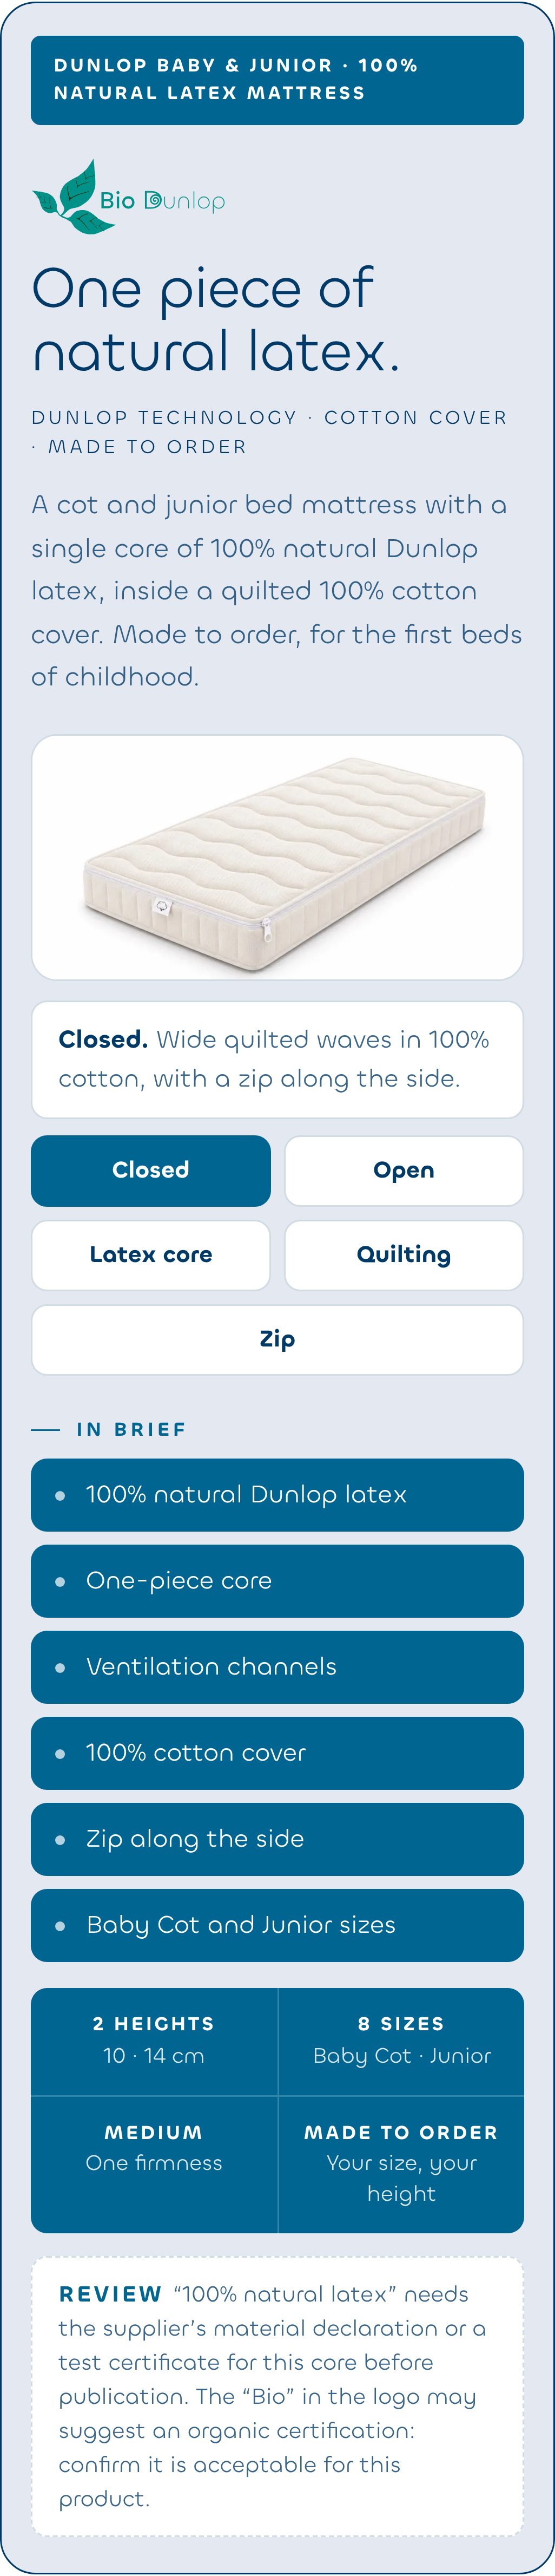 DUNLOP BABY & JUNIOR · 100%
NATURAL LATEX MATTRESS
Bio Dunlop
One piece of
natural latex.
DUNLOP TECHNOLOGY · COTTON COVER
· MADE TO ORDER
A cot and junior bed mattress with a
single core of 100% natural Dunlop
latex, inside a quilted 100% cotton
cover. Made to order, for the first beds
of childhood.
Closed. Wide quilted waves in 100%
cotton, with a zip along the side.
Closed
Open
Latex core
Quilting
Zip
IN BRIEF
100% natural Dunlop latex
One-piece core
Ventilation channels
100% cotton cover
Zip along the side
Baby Cot and Junior sizes
2 HEIGHTS
10 · 14 cm
8 SIZES
Baby Cot · Junior
MEDIUM
One firmness
MADE TO ORDER
Your size, your
height
REVIEW “100% natural latex” needs
the supplier’s material declaration or a
test certificate for this core before
publication. The “Bio” in the logo may
suggest an organic certification:
confirm it is acceptable for this
product.